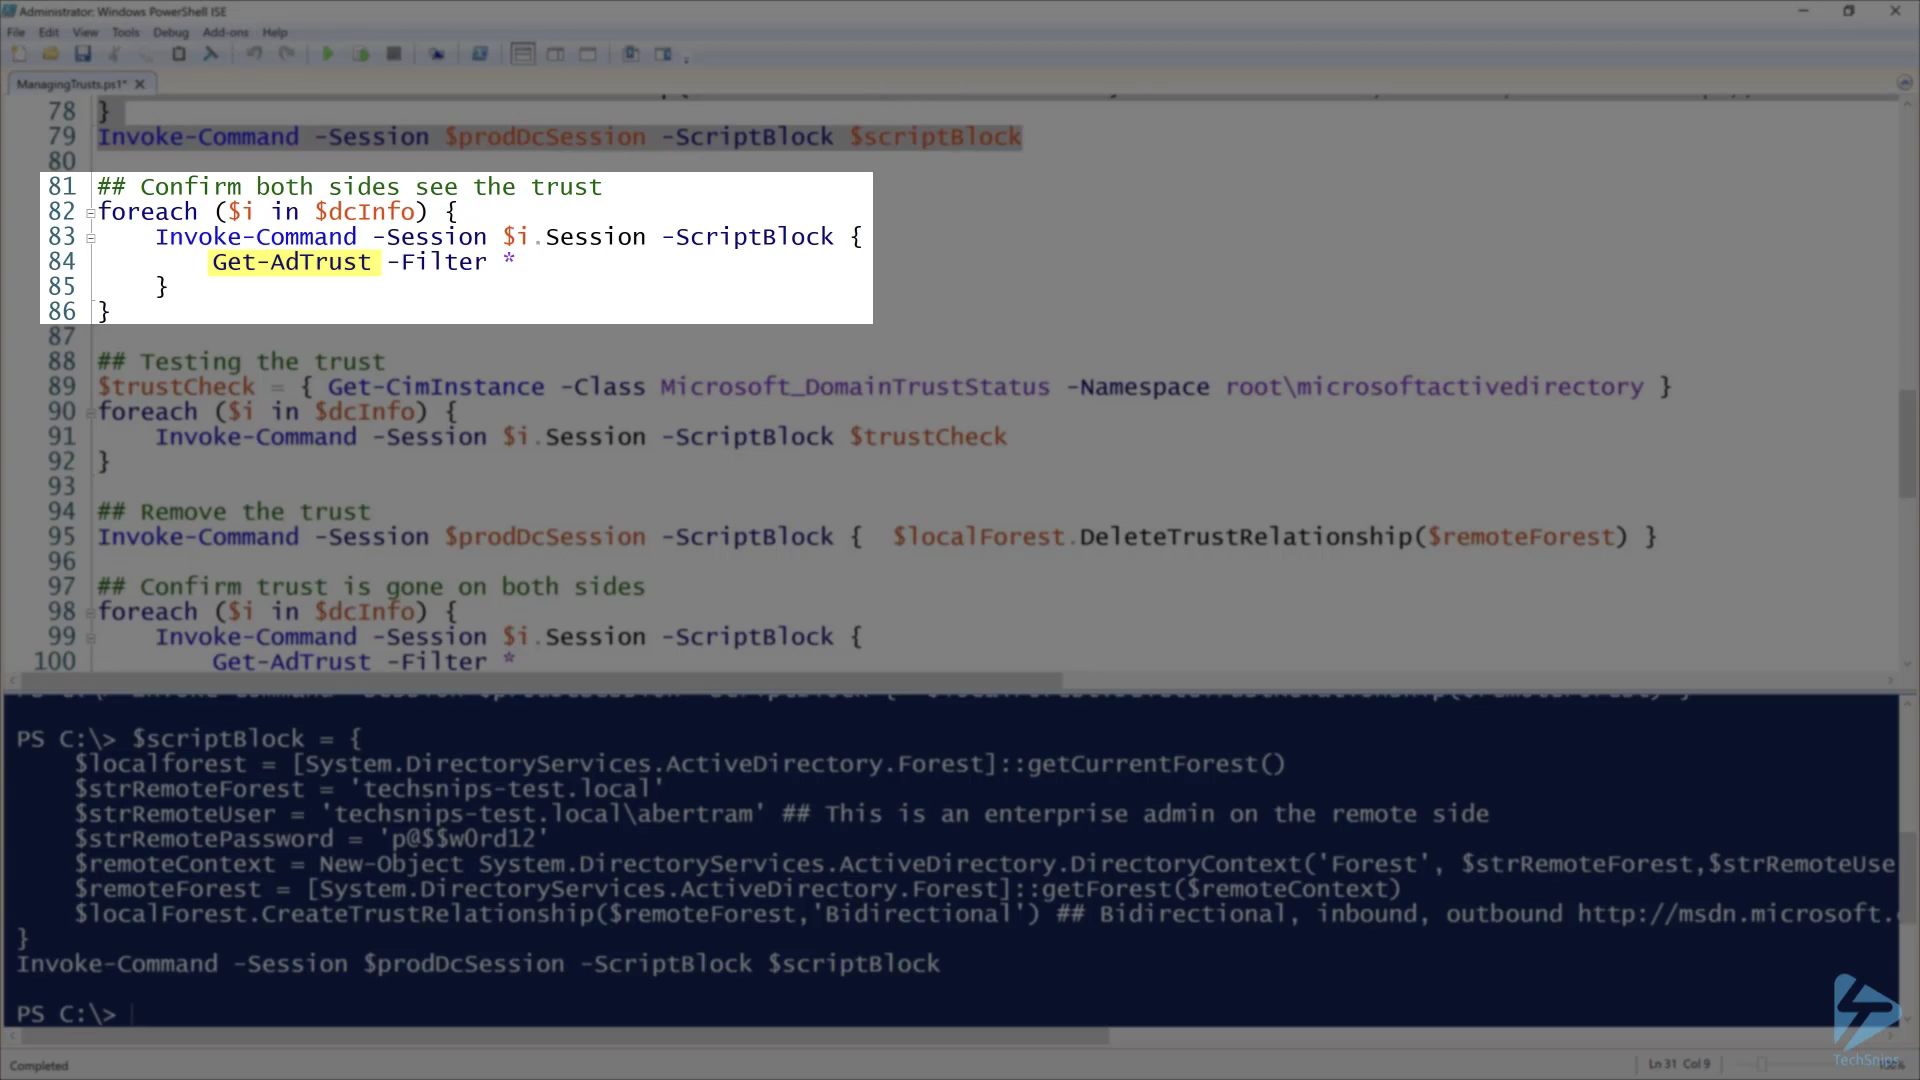 Administrator: Windows PowerShell ISE
File Edit View Tools Debug Add-ons Help
ManagingTrusts.ps1*
78 }
79 Invoke-Command -Session $prodDcSession -ScriptBlock $scriptBlock
80
81 ## Confirm both sides see the trust
82 foreach ($i in $dcInfo) {
83 Invoke-Command -Session $i.Session -ScriptBlock {
84 Get-AdTrust -Filter *
85 }
86 }
87
88 ## Testing the trust
89 $trustCheck = { Get-CimInstance -Class Microsoft_DomainTrustStatus -Namespace root\microsoftactivedirectory }
90 foreach ($i in $dcInfo) {
91 Invoke-Command -Session $i.Session -ScriptBlock $trustCheck
92 }
93
94 ## Remove the trust
95 Invoke-Command -Session $prodDcSession -ScriptBlock { $localForest.DeleteTrustRelationship($remoteForest) }
96
97 ## Confirm trust is gone on both sides
98 foreach ($i in $dcInfo) {
99 Invoke-Command -Session $i.Session -ScriptBlock {
100 Get-AdTrust -Filter *
PS C:\> $scriptBlock = {
$localforest = [System.DirectoryServices.ActiveDirectory.Forest]::getCurrentForest()
$strRemoteForest = 'techsnips-test.local'
$strRemoteUser = 'techsnips-test.local\abertram' ## This is an enterprise admin on the remote side
$strRemotePassword = 'p@$$w0rd12'
$remoteContext = New-Object System.DirectoryServices.ActiveDirectory.DirectoryContext('Forest', $strRemoteForest,$strRemoteUse
$remoteForest = [System.DirectoryServices.ActiveDirectory.Forest]::getForest($remoteContext)
$localForest.CreateTrustRelationship($remoteForest,'Bidirectional') ## Bidirectional, inbound, outbound http://msdn.microsoft.
}
Invoke-Command -Session $prodDcSession -ScriptBlock $scriptBlock
PS C:\>
TechSnips
Completed
Ln 31 Col 9